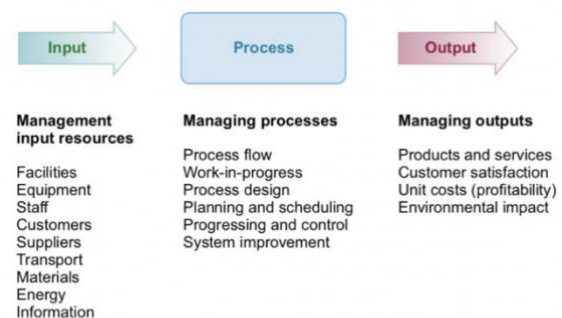 Input
Process
Output
Management
input resources
Facilities
Equipment
Staff
Customers
Suppliers
Transport
Materials
Energy
Information
Managing processes
Process flow
Work-in-progress
Process design
Planning and scheduling
Progressing and control
System improvement
Managing outputs
Products and services
Customer satisfaction
Unit costs (profitability)
Environmental impact